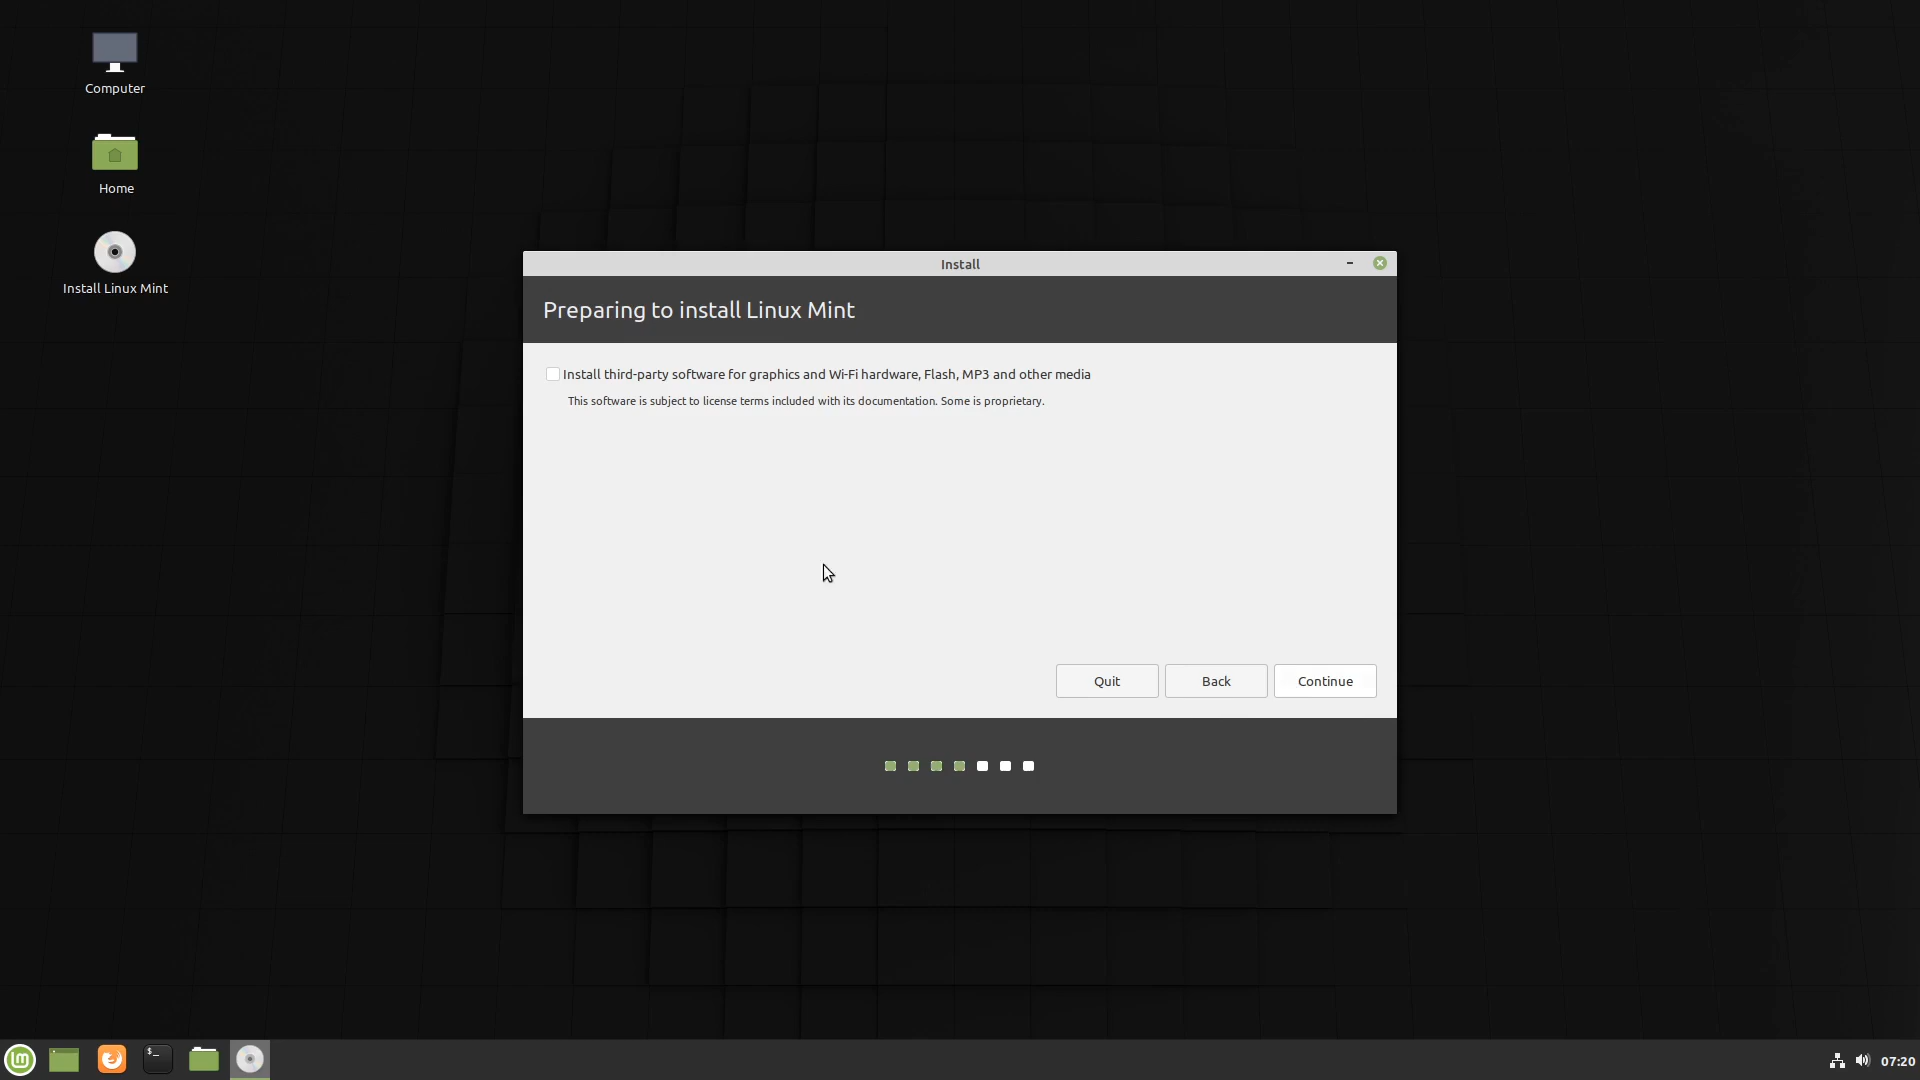 Computer
Home
Install Linux Mint
Install
Preparing to install Linux Mint
Install third-party software for graphics and Wi-Fi hardware, Flash, MP3 and other media
This software is subject to license terms included with its documentation. Some is proprietary.
Quit Back Continue
lm $_ 07:20